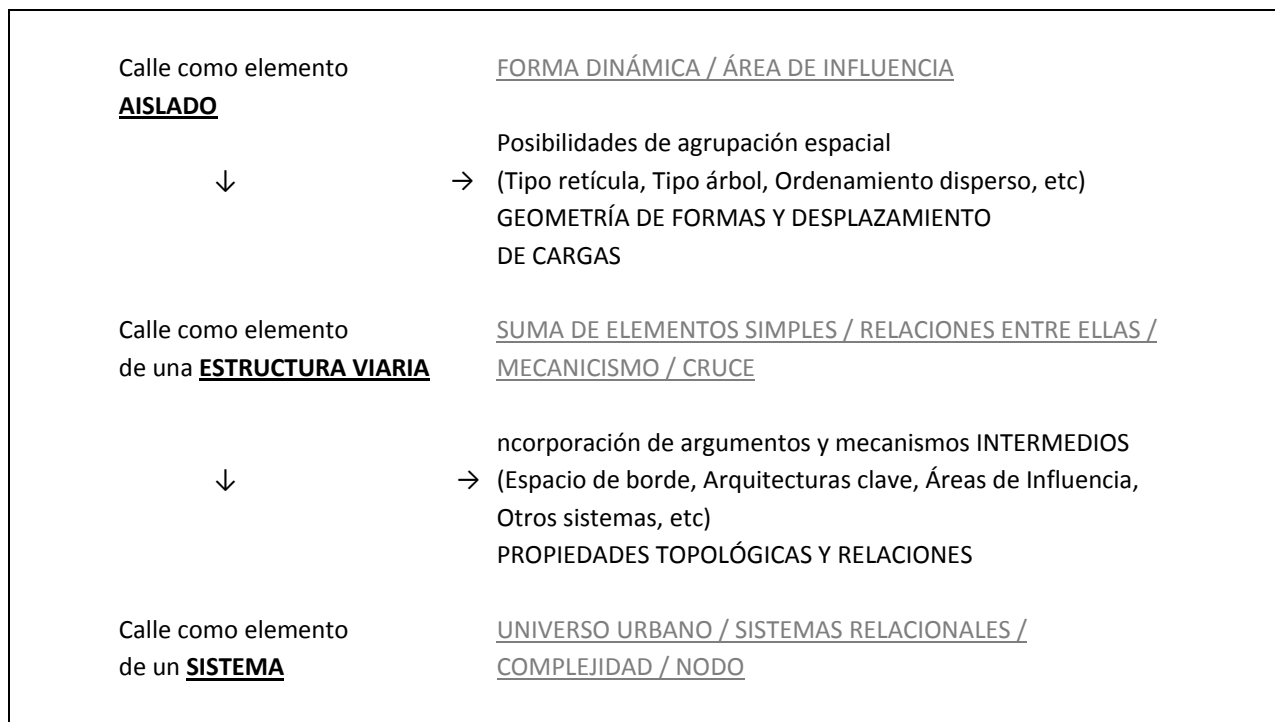 Calle como elemento FORMA DINÁMICA / ÁREA DE INFLUENCIA
AISLADO
Posibilidades de agrupación espacial
↓ → (Tipo retícula, Tipo árbol, Ordenamiento disperso, etc)
GEOMETRÍA DE FORMAS Y DESPLAZAMIENTO
DE CARGAS
Calle como elemento SUMA DE ELEMENTOS SIMPLES / RELACIONES ENTRE ELLAS /
de una ESTRUCTURA VIARIA MECANICISMO / CRUCE
ncorporación de argumentos y mecanismos INTERMEDIOS
↓ → (Espacio de borde, Arquitecturas clave, Áreas de Influencia,
Otros sistemas, etc)
PROPIEDADES TOPOLÓGICAS Y RELACIONES
Calle como elemento UNIVERSO URBANO / SISTEMAS RELACIONALES /
de un SISTEMA COMPLEJIDAD / NODO